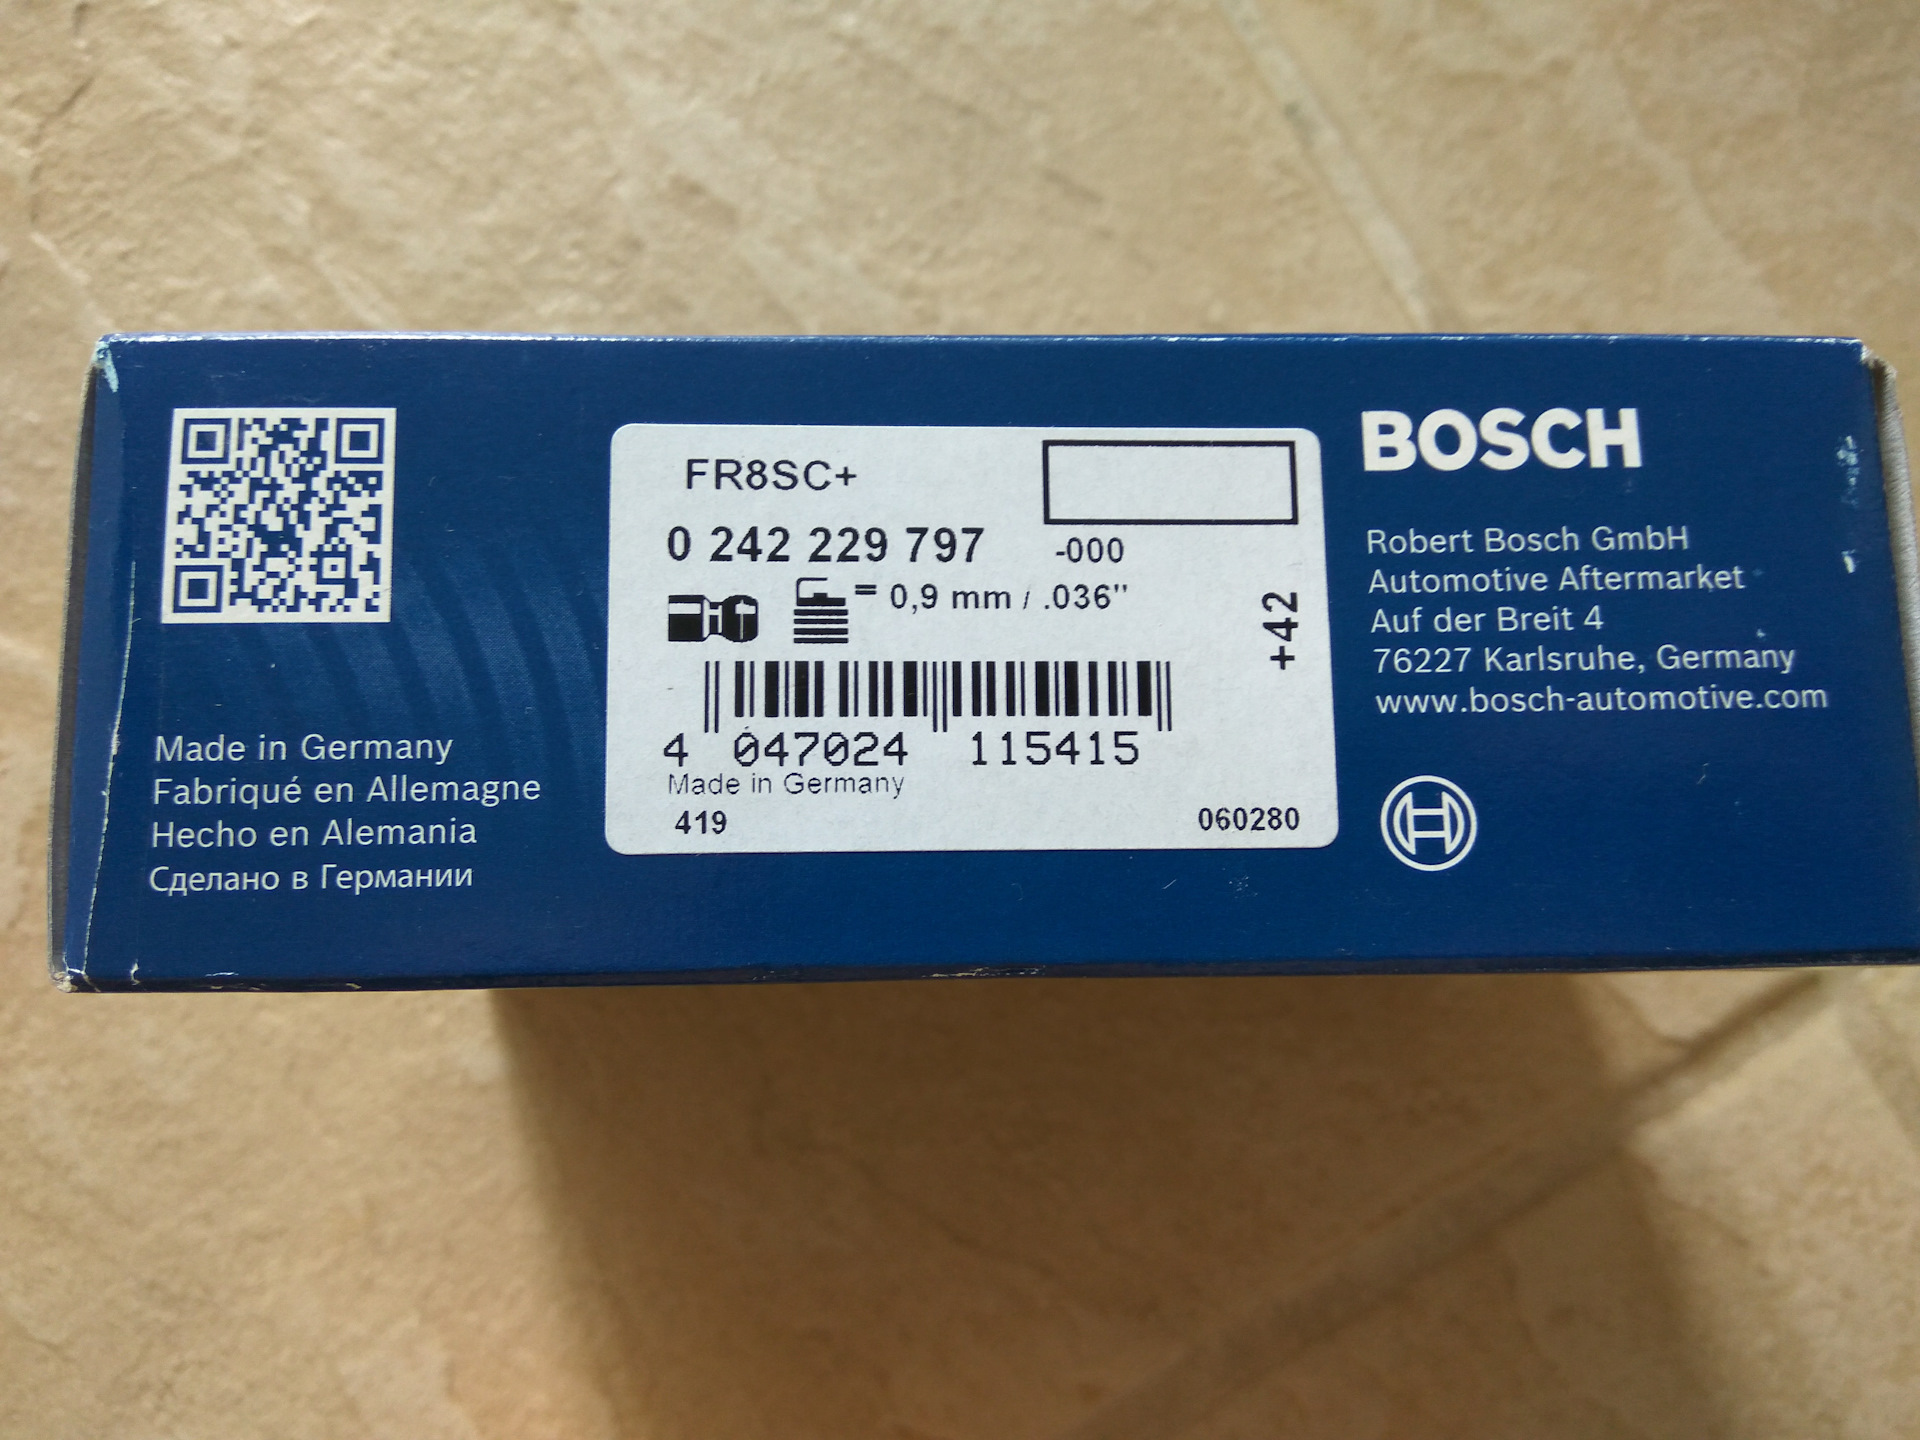 BOSCH
FR8SC+
0 242 229 797 -000
= 0,9 mm / .036"
+42
4 047024 115415
Made in Germany
419 060280
Robert Bosch GmbH
Automotive Aftermarket
Auf der Breit 4
76227 Karlsruhe, Germany
www.bosch-automotive.com
Made in Germany
Fabriqué en Allemagne
Hecho en Alemania
Сделано в Германии